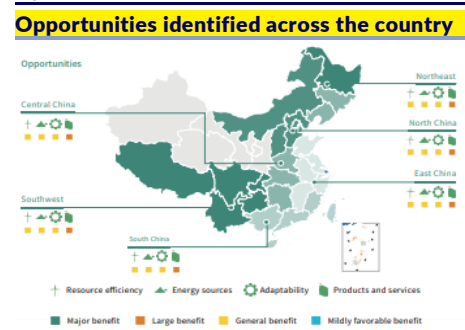 Opportunities identified across the country
Opportunities
Northeast
Central China
North China
East China
Southwest
South China
Resource efficiency Energy sources Adaptability Products and services
Major benefit Large benefit General benefit Mildly favorable benefit